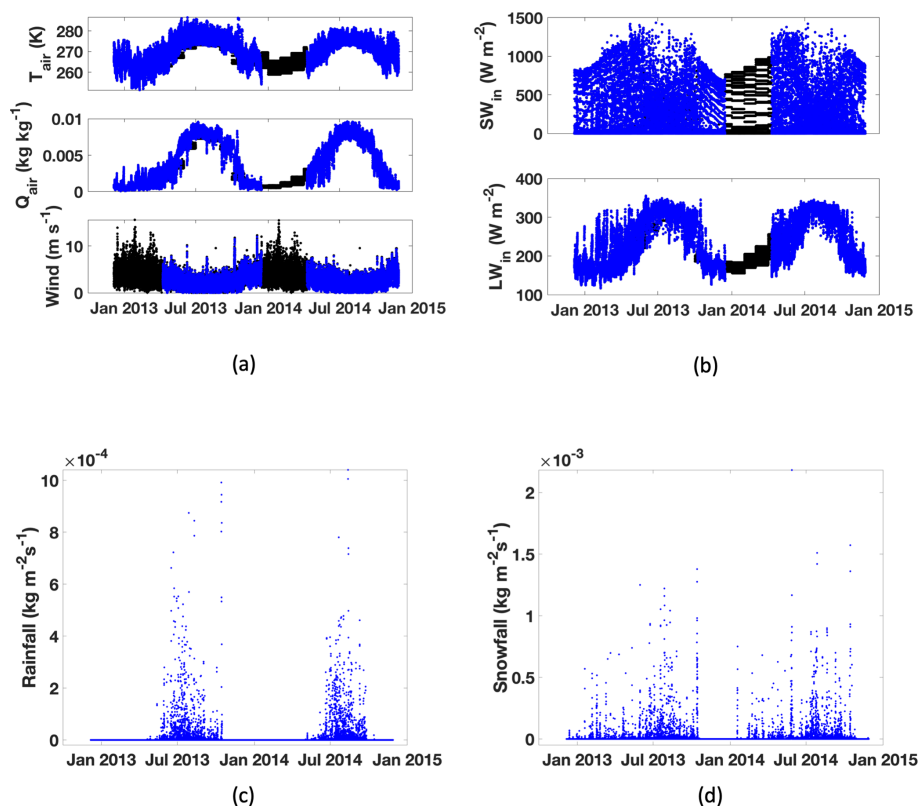 T_air (K)
280
270
260
Q_air (kg kg⁻¹)
0.01
0.005
0
Wind (m s⁻¹)
10
0
Jan 2013 Jul 2013 Jan 2014 Jul 2014 Jan 2015
(a)
SW_in (W m⁻²)
1500
1000
500
0
LW_in (W m⁻²)
400
300
200
100
Jan 2013 Jul 2013 Jan 2014 Jul 2014 Jan 2015
(b)
×10⁻⁴
Rainfall (kg m⁻²s⁻¹)
10
8
6
4
2
0
Jan 2013 Jul 2013 Jan 2014 Jul 2014 Jan 2015
(c)
×10⁻³
Snowfall (kg m⁻²s⁻¹)
2
1.5
1
0.5
0
Jan 2013 Jul 2013 Jan 2014 Jul 2014 Jan 2015
(d)